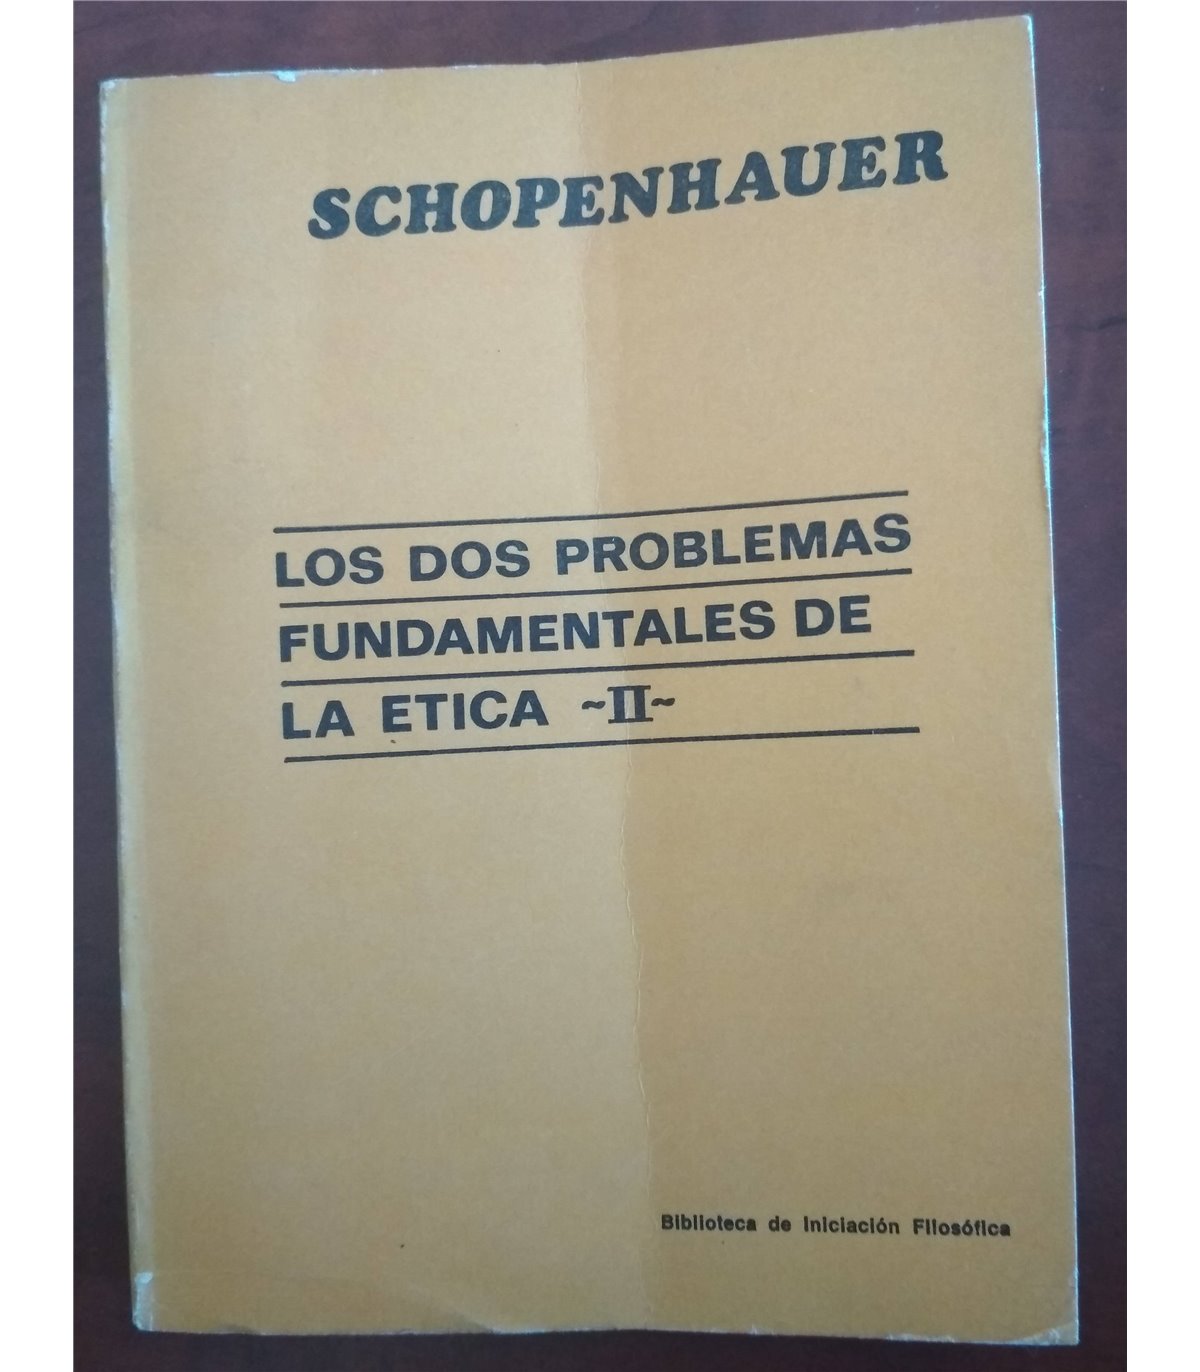 SCHOPENHAUER
LOS DOS PROBLEMAS
FUNDAMENTALES DE
LA ETICA ~II~
Biblioteca de Iniciación Filosófica